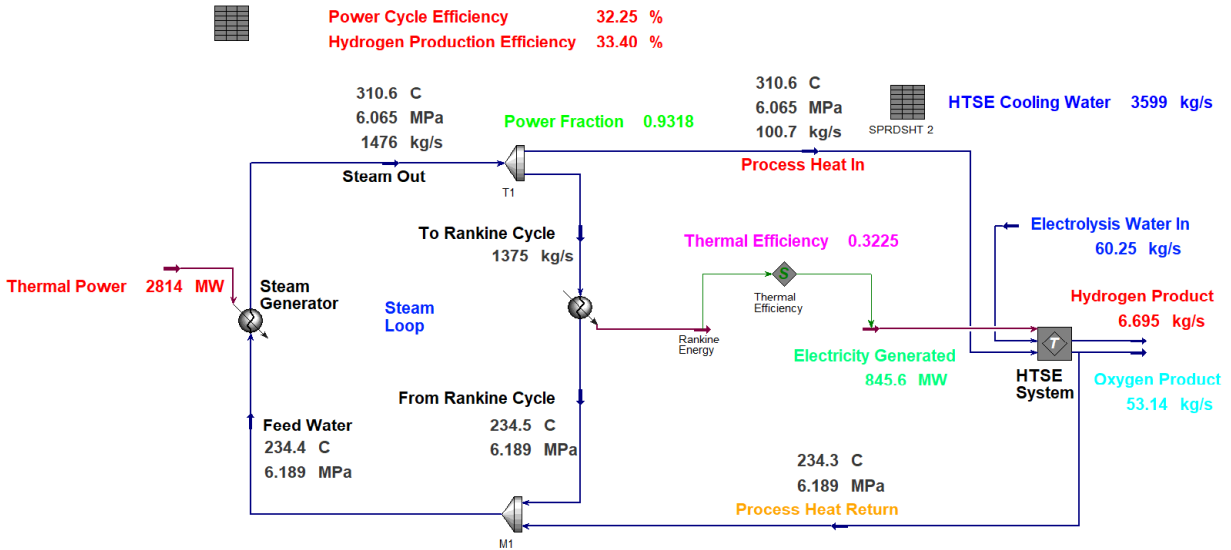 Power Cycle Efficiency 32.25 %
Hydrogen Production Efficiency 33.40 %
310.6 C
6.065 MPa
1476 kg/s
Steam Out
Power Fraction 0.9318
T1
310.6 C
6.065 MPa
100.7 kg/s
Process Heat In
SPRDSHT 2
HTSE Cooling Water 3599 kg/s
To Rankine Cycle
1375 kg/s
Thermal Efficiency 0.3225
Electrolysis Water In
60.25 kg/s
Thermal Power 2814 MW
Steam
Generator
Steam
Loop
S
Thermal
Efficiency
Rankine
Energy
Electricity Generated
845.6 MW
Hydrogen Product
6.695 kg/s
T
HTSE
System
Oxygen Product
53.14 kg/s
From Rankine Cycle
234.5 C
6.189 MPa
Feed Water
234.4 C
6.189 MPa
234.3 C
6.189 MPa
Process Heat Return
M1